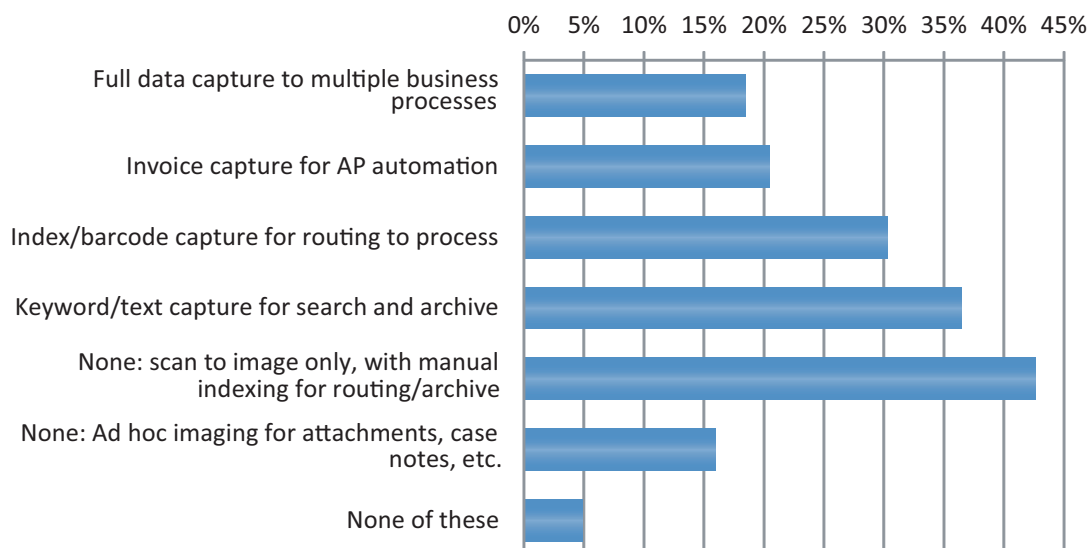 0% 5% 10% 15% 20% 25% 30% 35% 40% 45%
Full data capture to multiple business
processes
Invoice capture for AP automation
Index/barcode capture for routing to process
Keyword/text capture for search and archive
None: scan to image only, with manual
indexing for routing/archive
None: Ad hoc imaging for attachments, case
notes, etc.
None of these